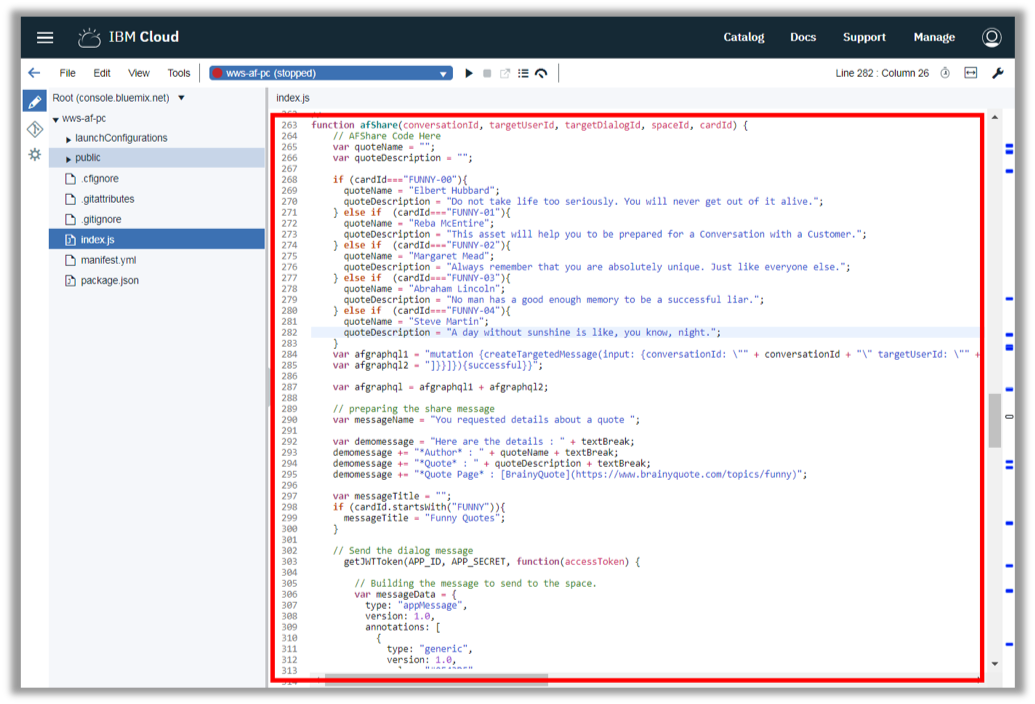 IBM Cloud
Catalog Docs Support Manage
File Edit View Tools
wws-af-pc (stopped)
Line 282 : Column 26
Root (console.bluemix.net)
index.js
wws-af-pc
launchConfigurations
public
.cfignore
.gitattributes
.gitignore
index.js
manifest.yml
package.json
263 function afShare(conversationId, targetUserId, targetDialogId, spaceId, cardId) {
264 // AFShare Code Here
265 var quoteName = "";
266 var quoteDescription = "";
267
268 if (cardId==="FUNNY-00"){
269 quoteName = "Elbert Hubbard";
270 quoteDescription = "Do not take life too seriously. You will never get out of it alive.";
271 } else if (cardId==="FUNNY-01"){
272 quoteName = "Reba McEntire";
273 quoteDescription = "This asset will help you to be prepared for a Conversation with a Customer.";
274 } else if (cardId==="FUNNY-02"){
275 quoteName = "Margaret Mead";
276 quoteDescription = "Always remember that you are absolutely unique. Just like everyone else.";
277 } else if (cardId==="FUNNY-03"){
278 quoteName = "Abraham Lincoln";
279 quoteDescription = "No man has a good enough memory to be a successful liar.";
280 } else if (cardId==="FUNNY-04"){
281 quoteName = "Steve Martin";
282 quoteDescription = "A day without sunshine is like, you know, night.";
283 }
284 var afgraphql1 = "mutation {createTargetedMessage(input: {conversationId: \"" + conversationId + "\" targetUserId: \"" +
285 var afgraphql2 = "]}}]}){successful}}";
286
287 var afgraphql = afgraphql1 + afgraphql2;
288
289 // preparing the share message
290 var messageName = "You requested details about a quote ";
291
292 var demomessage = "Here are the details : " + textBreak;
293 demomessage += "*Author* : " + quoteName + textBreak;
294 demomessage += "*Quote* : " + quoteDescription + textBreak;
295 demomessage += "*Quote Page* : [BrainyQuote](https://www.brainyquote.com/topics/funny)";
296
297 var messageTitle = "";
298 if (cardId.startsWith("FUNNY")){
299 messageTitle = "Funny Quotes";
300 }
301
302 // Send the dialog message
303 getJWTToken(APP_ID, APP_SECRET, function(accessToken) {
304
305 // Building the message to send to the space.
306 var messageData = {
307 type: "appMessage",
308 version: 1.0,
309 annotations: [
310 {
311 type: "generic",
312 version: 1.0,
313